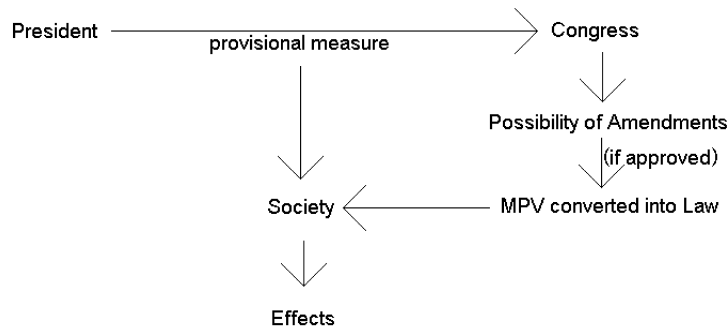 President
Congress
provisional measure
Possibility of Amendments
(if approved)
Society
MPV converted into Law
Effects